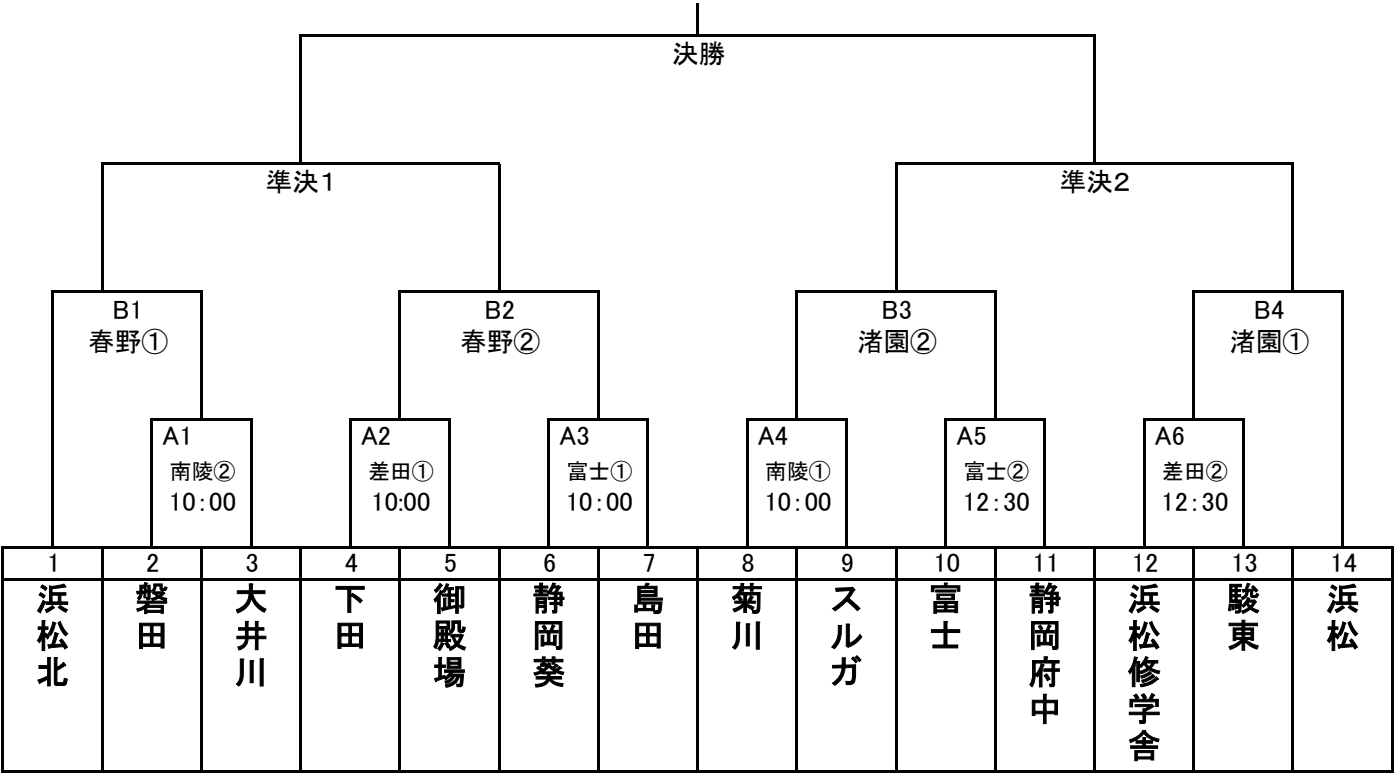 決勝
準決1
準決2
B1
春野①
B2
春野②
B3
渚園②
B4
渚園①
A1
南陵②
10:00
A2
差田①
10:00
A3
富士①
10:00
A4
南陵①
10:00
A5
富士②
12:30
A6
差田②
12:30
1
2
3
4
5
6
7
8
9
10
11
12
13
14
浜松北
磐田
大井川
下田
御殿場
静岡葵
島田
菊川
スルガ
富士
静岡府中
浜松修学舎
駿東
浜松